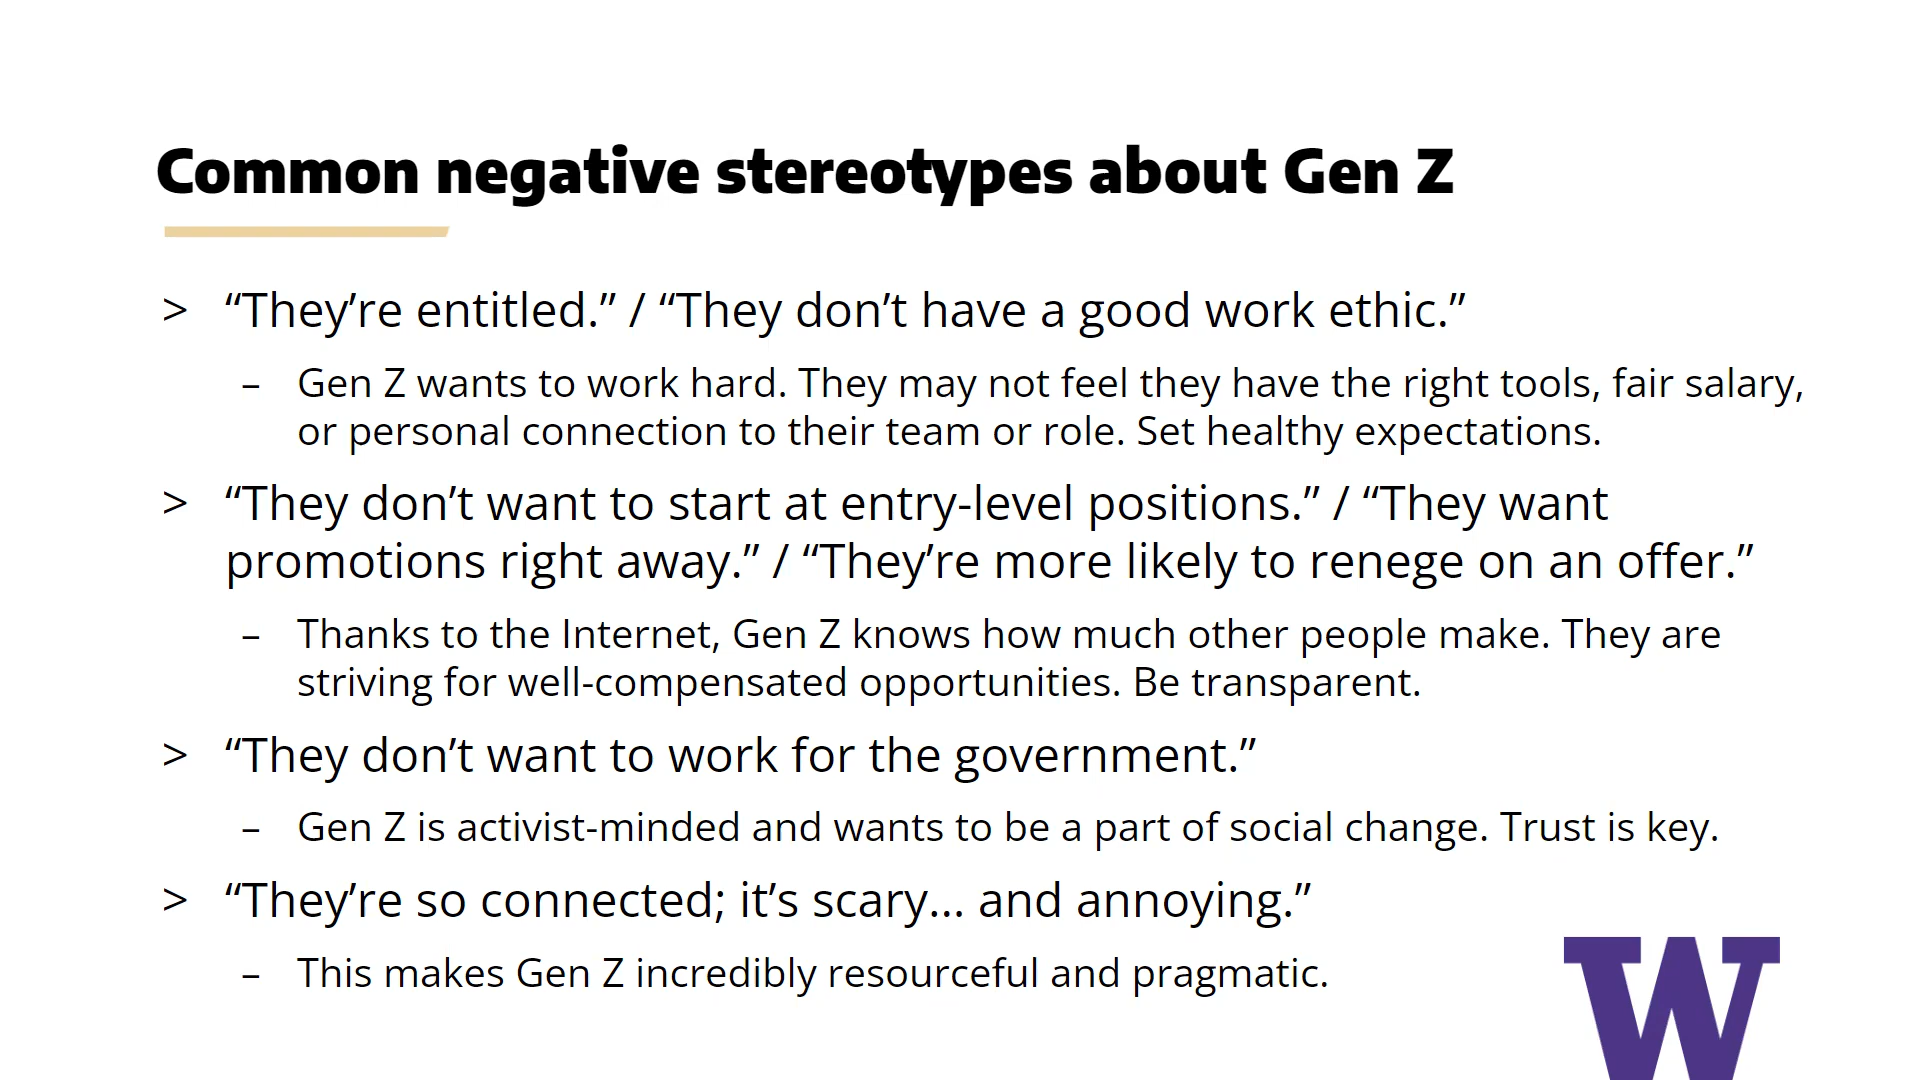 Common negative stereotypes about Gen Z
> “They’re entitled.” / “They don’t have a good work ethic.”
– Gen Z wants to work hard. They may not feel they have the right tools, fair salary,
or personal connection to their team or role. Set healthy expectations.
> “They don’t want to start at entry-level positions.” / “They want
promotions right away.” / “They’re more likely to renege on an offer.”
– Thanks to the Internet, Gen Z knows how much other people make. They are
striving for well-compensated opportunities. Be transparent.
> “They don’t want to work for the government.”
– Gen Z is activist-minded and wants to be a part of social change. Trust is key.
> “They’re so connected; it’s scary… and annoying.”
– This makes Gen Z incredibly resourceful and pragmatic.
W